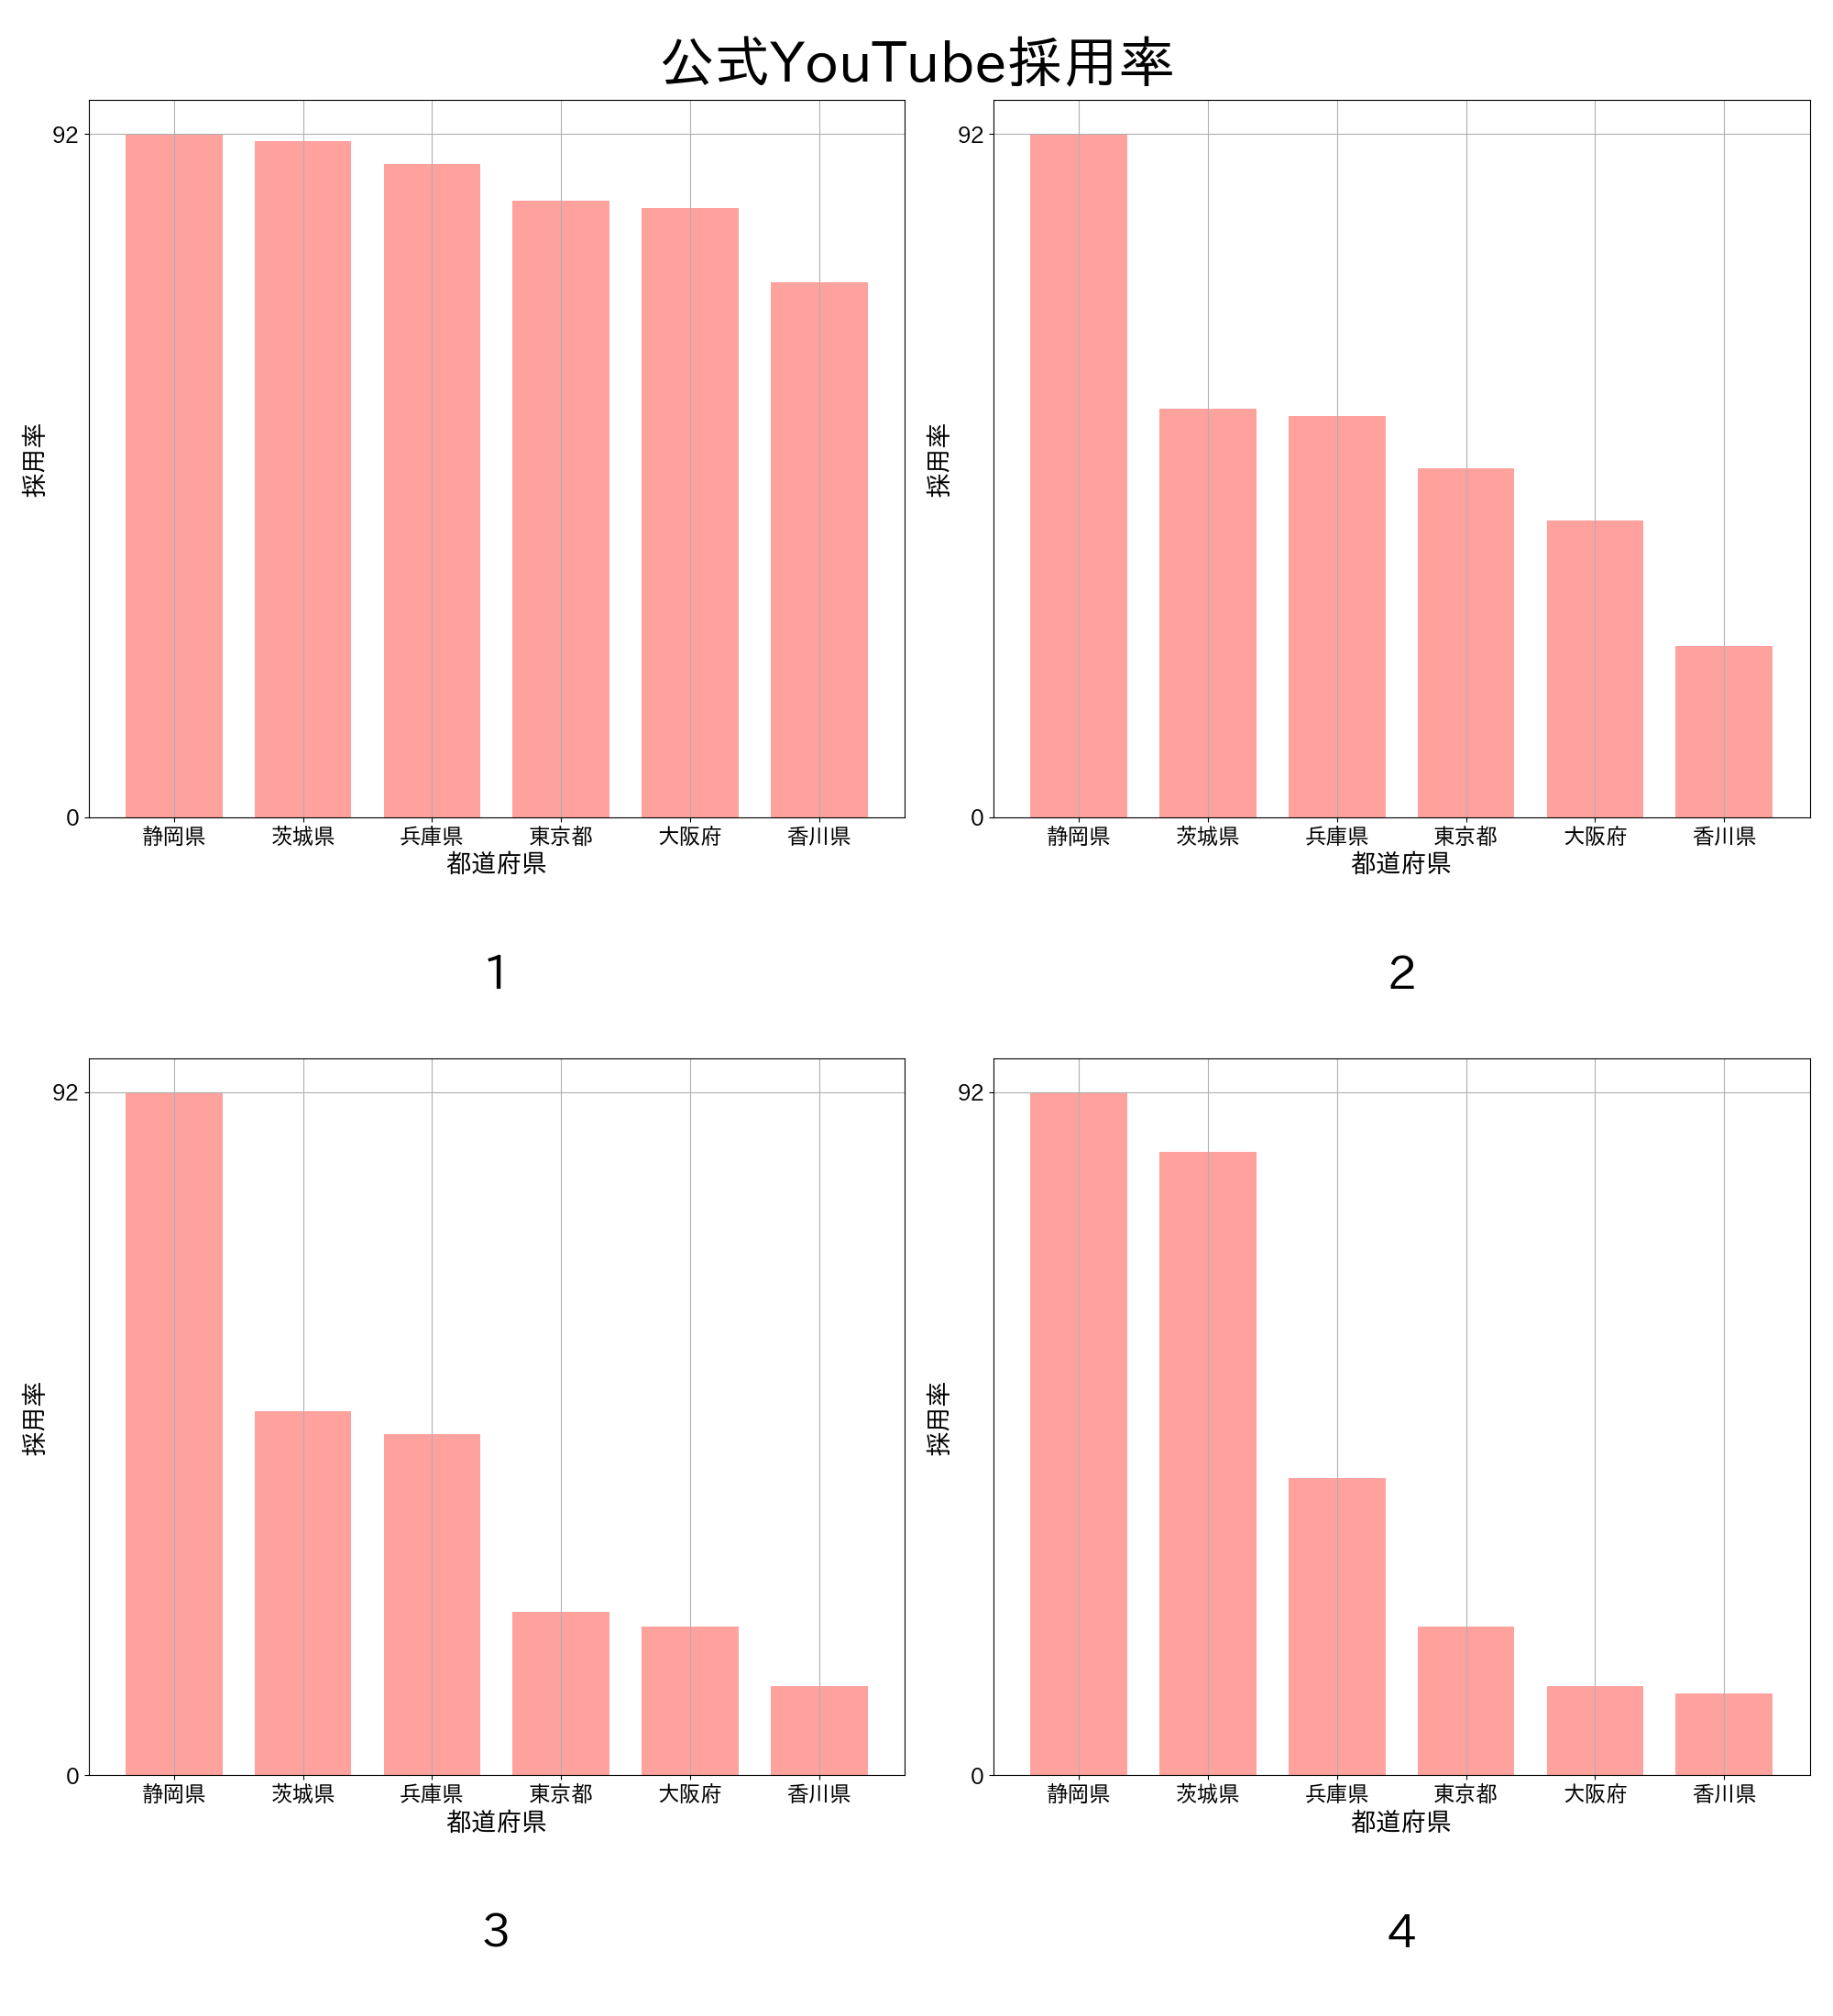 公式YouTube採用率
92
採用率
0
静岡県 茨城県 兵庫県 東京都 大阪府 香川県
都道府県
1
92
採用率
0
静岡県 茨城県 兵庫県 東京都 大阪府 香川県
都道府県
2
92
採用率
0
静岡県 茨城県 兵庫県 東京都 大阪府 香川県
都道府県
3
92
採用率
0
静岡県 茨城県 兵庫県 東京都 大阪府 香川県
都道府県
4